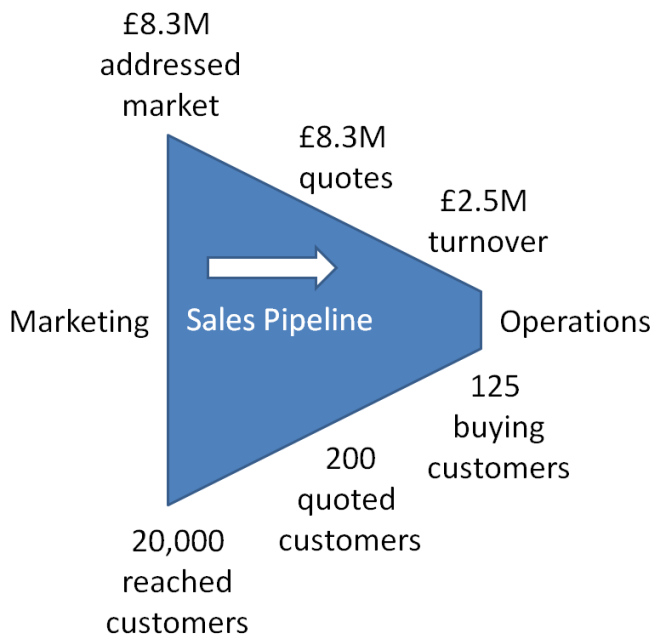 £8.3M
addressed
market
£8.3M
quotes
£2.5M
turnover
Marketing
Sales Pipeline
Operations
125
buying
customers
200
quoted
customers
20,000
reached
customers